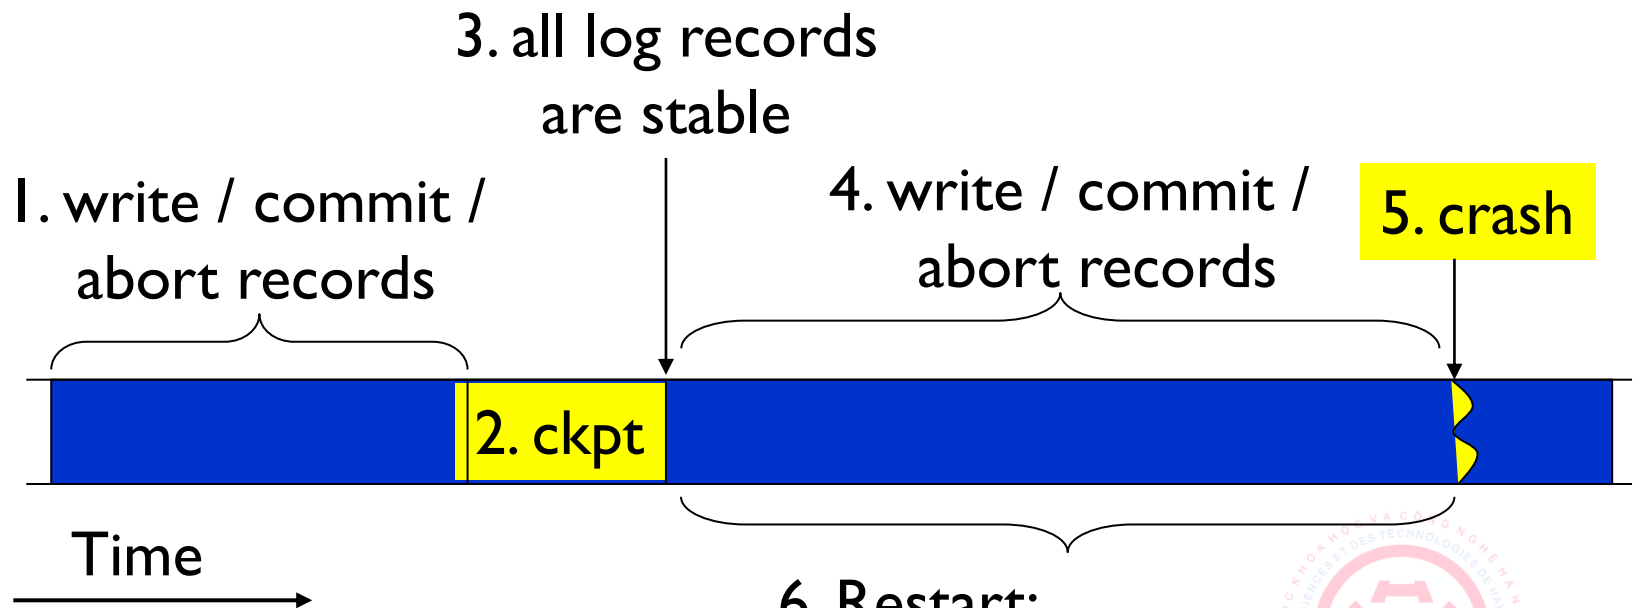 3. all log records
are stable
1. write / commit /
abort records
4. write / commit /
abort records
5. crash
2. ckpt
Time
6. Restart: